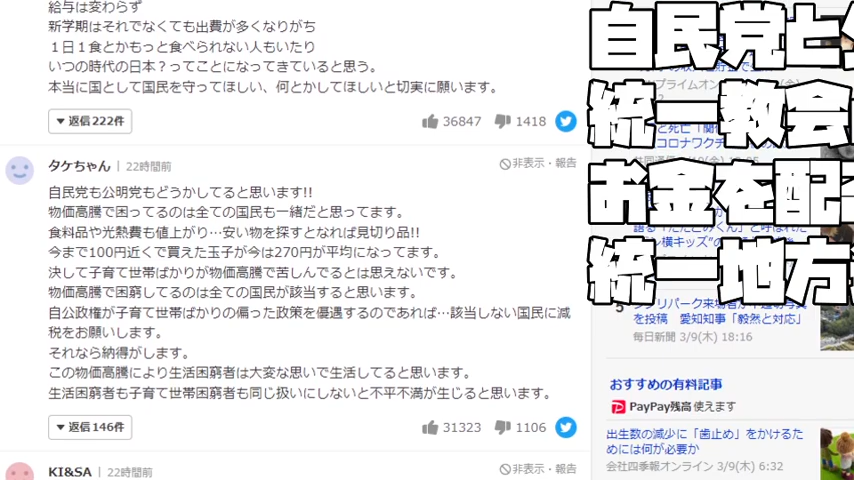 給与は変わらず
新学期はそれでなくても出費が多くなりがち
１日１食とかもっと食べられない人もいたり
いつの時代の日本？ってことになってきていると思う。
本当に国として国民を守ってほしい、何とかしてほしいと切実に願います。
返信222件
36847
1418
タケちゃん
22時間前
非表示・報告
自民党も公明党もどうかしてると思います!!
物価高騰で困ってるのは全ての国民も一緒だと思ってます。
食料品や光熱費も値上がり…安い物を探すとなれば見切り品!!
今まで100円近くで買えた玉子が今は270円が平均になってます。
決して子育て世帯ばかりが物価高騰で苦しんでるとは思えないです。
物価高騰で困窮してるのは全ての国民が該当すると思います。
自公政権が子育て世帯ばかりの偏った政策を優遇するのであれば…該当しない国民に減
税をお願いします。
それなら納得がします。
この物価高騰により生活困窮者は大変な思いで生活してると思います。
生活困窮者も子育て世帯困窮者も同じ扱いにしないと不平不満が生じると思います。
返信146件
31323
1106
KI&SA
22時間前
非表示・報告
自民党と
統一教会
お金を配
統一地方
5
を投稿　愛知知事「毅然と対応」
毎日新聞 3/9(木) 18:16
おすすめの有料記事
PayPay残高 使えます
出生数の減少に「歯止め」をかけるた
めには何が必要か
会社四季報オンライン 3/9(木) 6:32